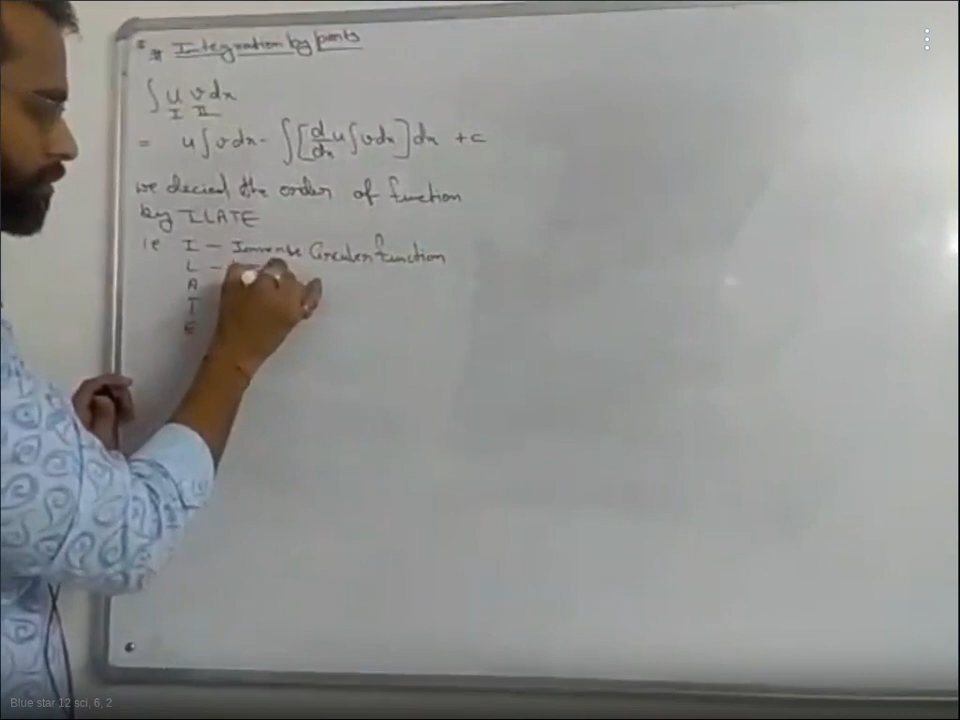 # Integration by parts
∫ u v dx
I II
= u ∫ v dx - ∫ [ d/dx u ∫ v dx ] dx + c
we decied the order of function
by ILATE
ie I - Inverse Circular function
L -
A
T
E
Blue star 12 sci, 6, 2